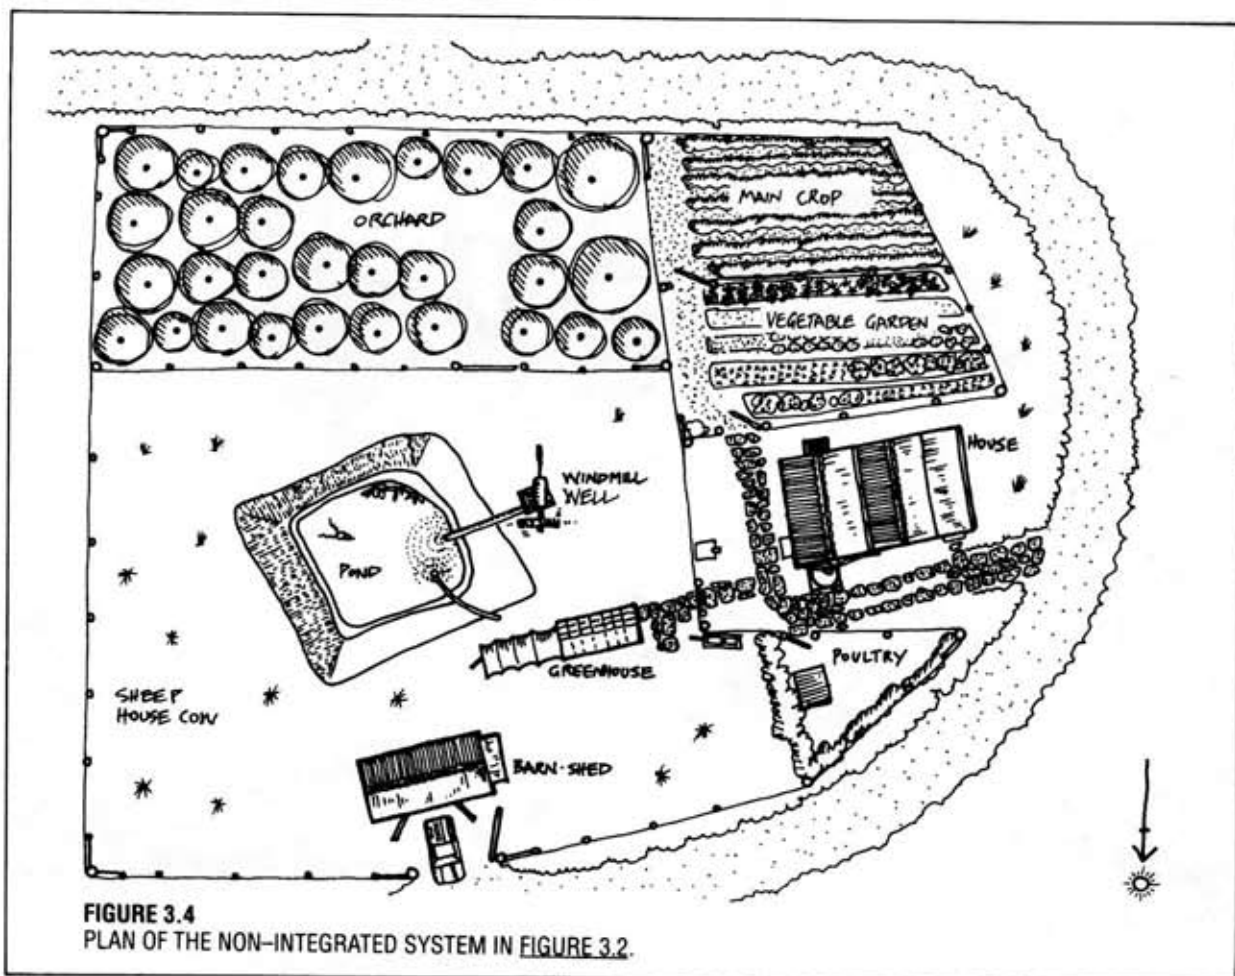 ORCHARD
MAIN CROP
VEGETABLE GARDEN
HOUSE
WINDMILL
WELL
POND
GREENHOUSE
POULTRY
SHEEP
HOUSE COW
BARN-SHED
FIGURE 3.4
PLAN OF THE NON–INTEGRATED SYSTEM IN FIGURE 3.2.